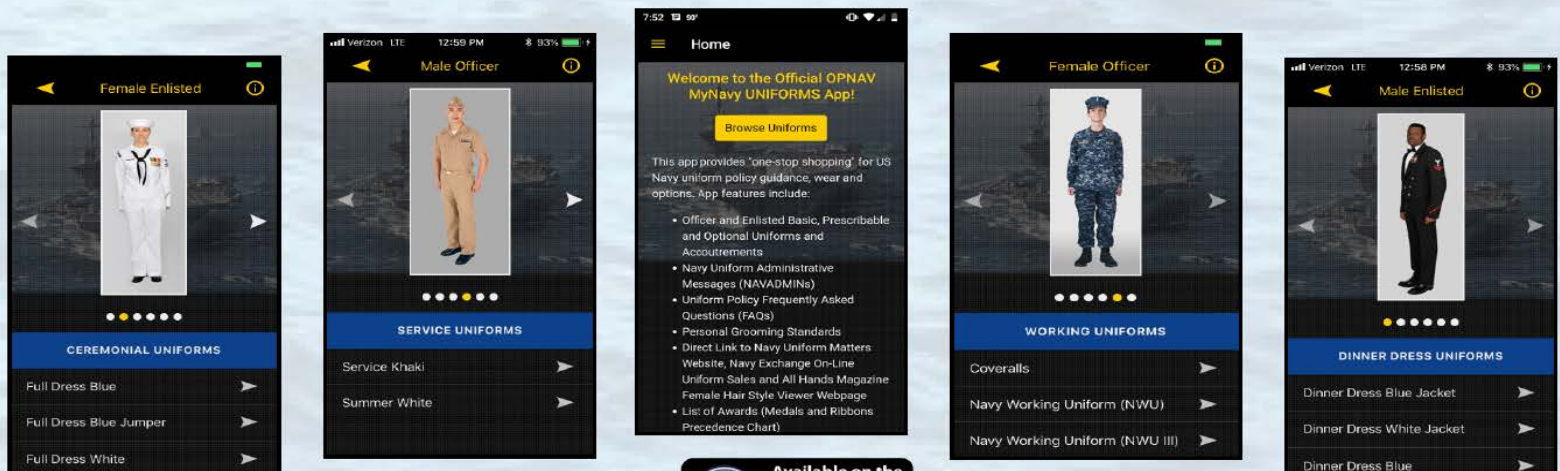 Female Enlisted
CEREMONIAL UNIFORMS
Full Dress Blue
Full Dress Blue Jumper
Full Dress White
Verizon LTE 12:59 PM 93%
Male Officer
SERVICE UNIFORMS
Service Khaki
Summer White
7:52 90°
Home
Welcome to the Official OPNAV
MyNavy UNIFORMS App!
Browse Uniforms
This app provides "one-stop shopping" for US
Navy uniform policy guidance, wear and
options. App features include:
• Officer and Enlisted Basic, Prescribable
and Optional Uniforms and
Accoutrements
• Navy Uniform Administrative
Messages (NAVADMINs)
• Uniform Policy Frequently Asked
Questions (FAQs)
• Personal Grooming Standards
• Direct Link to Navy Uniform Matters
Website, Navy Exchange On-Line
Uniform Sales and All Hands Magazine
Female Hair Style Viewer Webpage
• List of Awards (Medals and Ribbons
Precedence Chart)
Available on the
Female Officer
WORKING UNIFORMS
Coveralls
Navy Working Uniform (NWU)
Navy Working Uniform (NWU III)
Verizon LTE 12:58 PM 93%
Male Enlisted
DINNER DRESS UNIFORMS
Dinner Dress Blue Jacket
Dinner Dress White Jacket
Dinner Dress Blue